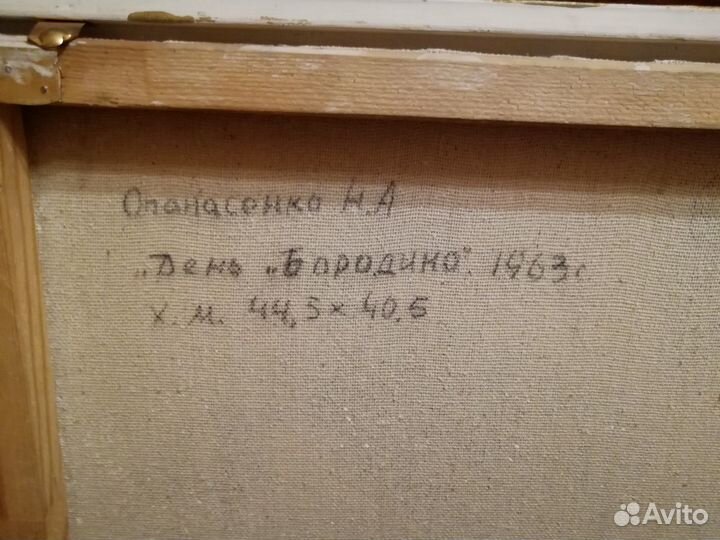 Опанасенко Н.А
„День „Бородино". 1963г.
х.м. 44,5 х 40,5
Avito